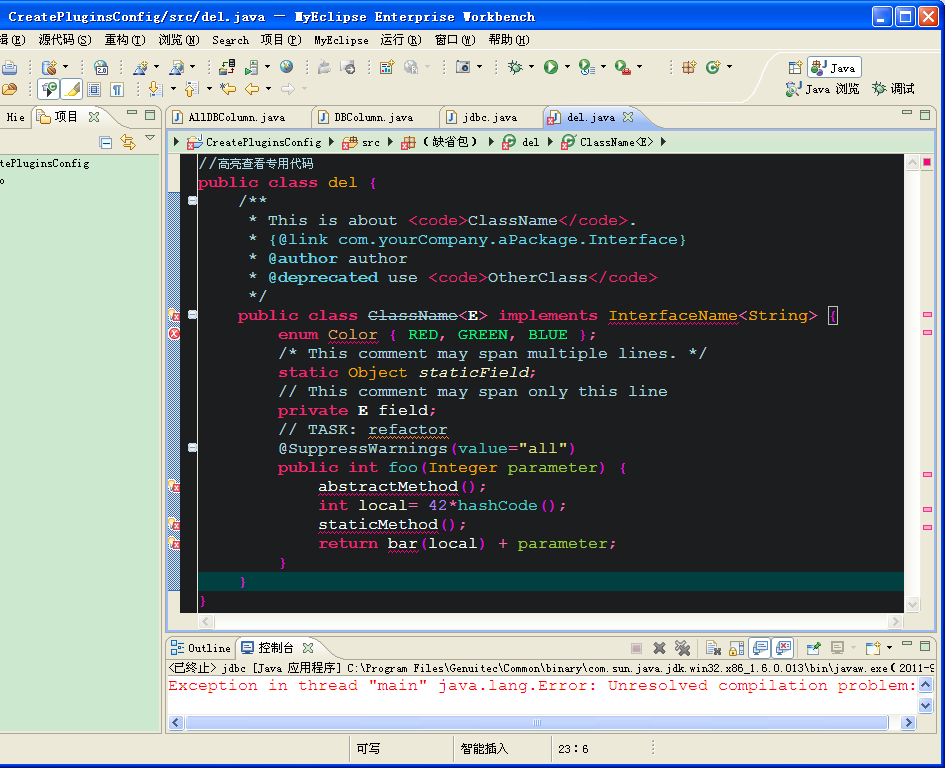 CreatePluginsConfig/src/del.java — MyEclipse Enterprise Workbench
辑(E) 源代码(S) 重构(T) 浏览(N) Search 项目(P) MyEclipse 运行(R) 窗口(W) 帮助(H)
Java
Java 浏览 调试
Hie 项目
AllDBColumn.java DBColumn.java jdbc.java del.java
CreatePluginsConfig src (缺省包) del ClassName<E>
tePluginsConfig
o
//高亮查看专用代码
public class del {
/**
* This is about <code>ClassName</code>.
* {@link com.yourCompany.aPackage.Interface}
* @author author
* @deprecated use <code>OtherClass</code>
*/
public class ClassName<E> implements InterfaceName<String> {
enum Color { RED, GREEN, BLUE };
/* This comment may span multiple lines. */
static Object staticField;
// This comment may span only this line
private E field;
// TASK: refactor
@SuppressWarnings(value="all")
public int foo(Integer parameter) {
abstractMethod();
int local= 42*hashCode();
staticMethod();
return bar(local) + parameter;
}
}
}
Outline 控制台
<已终止> jdbc [Java 应用程序] C:\Program Files\Genuitec\Common\binary\com.sun.java.jdk.win32.x86_1.6.0.013\bin\javaw.exe(2011-9
Exception in thread "main" java.lang.Error: Unresolved compilation problem:
可写 智能插入 23:6